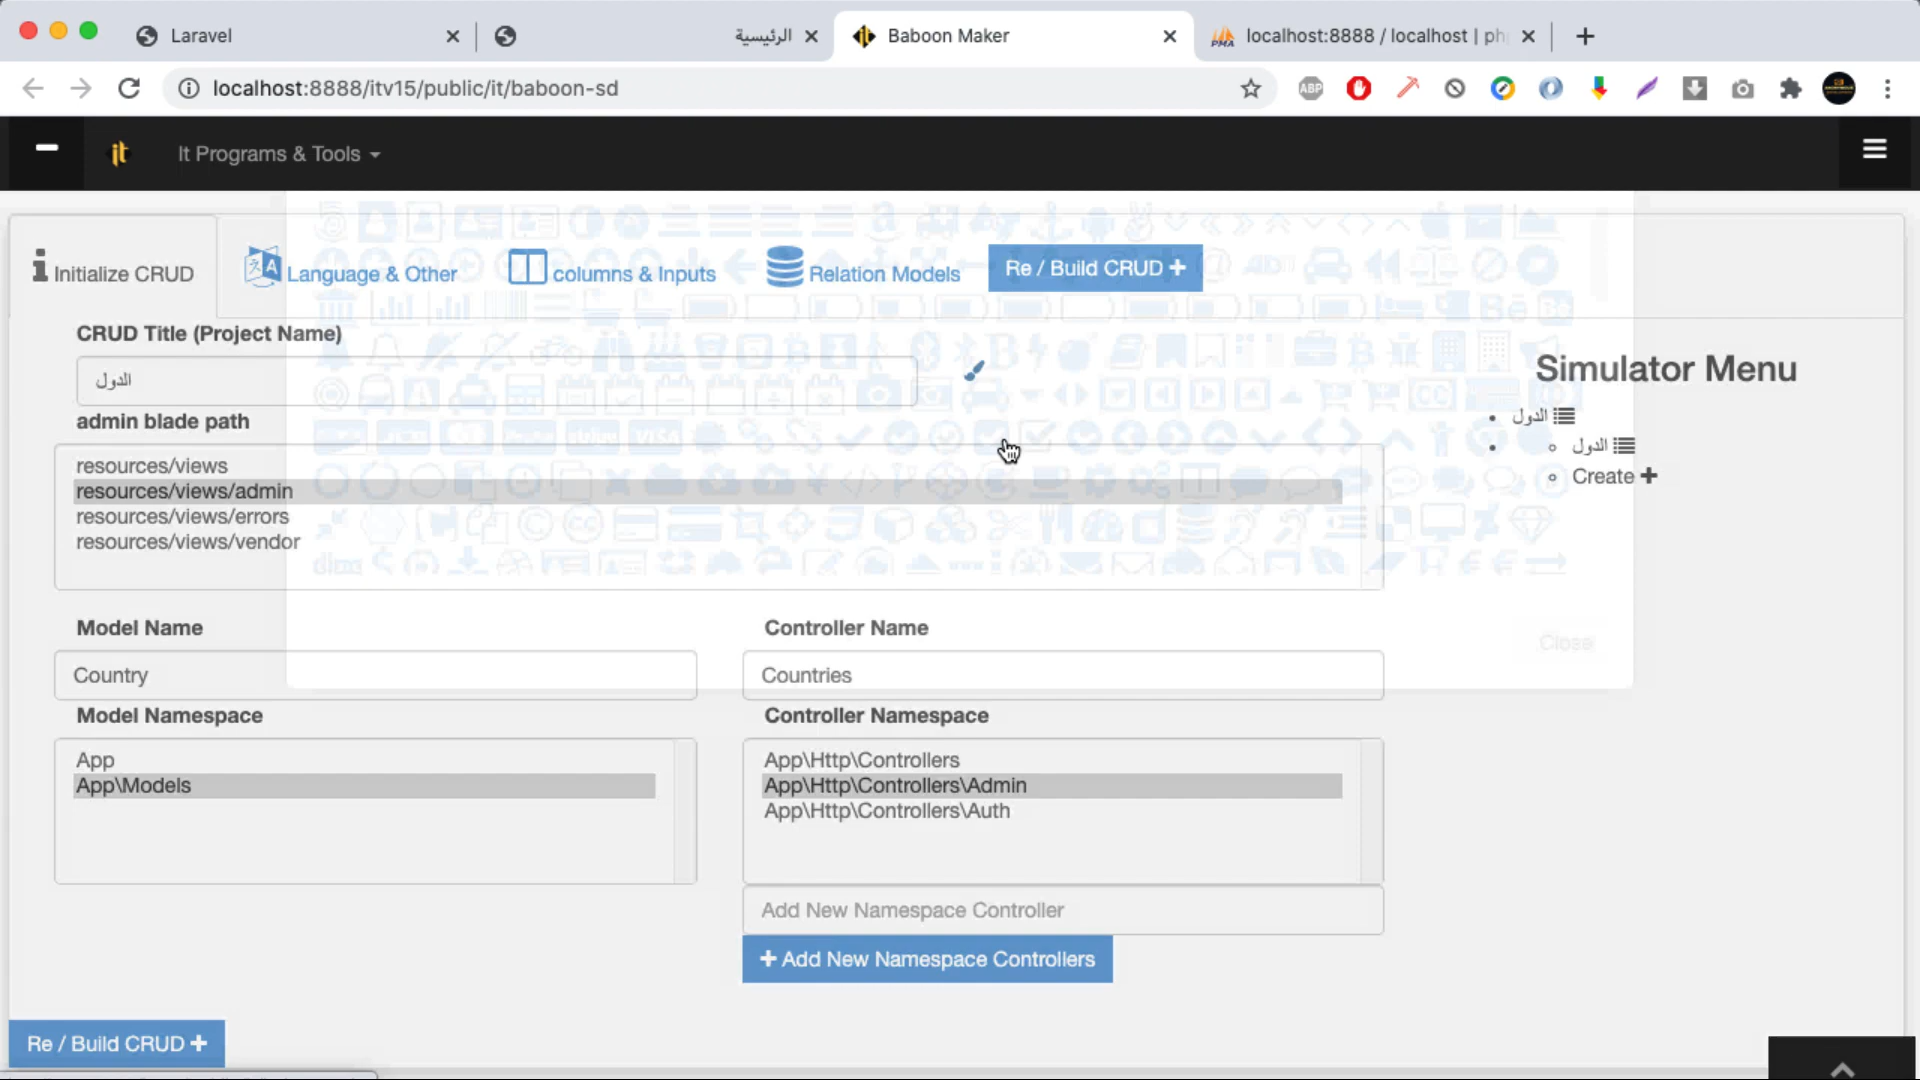 Laravel
الرئيسية
Baboon Maker
localhost:8888 / localhost | ph
localhost:8888/itv15/public/it/baboon-sd
ABP
it
It Programs & Tools
Initialize CRUD
Language & Other
columns & Inputs
Relation Models
Re / Build CRUD
CRUD Title (Project Name)
الدول
admin blade path
resources/views
resources/views/admin
resources/views/errors
resources/views/vendor
Simulator Menu
الدول
الدول
Create
Model Name
Country
Controller Name
Countries
Close
Model Namespace
App
App\Models
Controller Namespace
App\Http\Controllers
App\Http\Controllers\Admin
App\Http\Controllers\Auth
Add New Namespace Controller
Add New Namespace Controllers
Re / Build CRUD